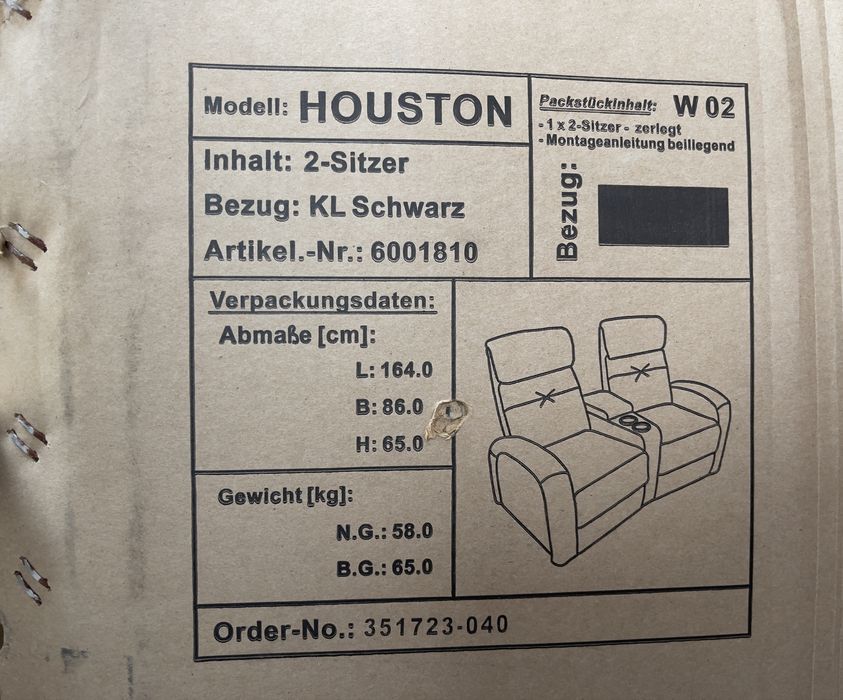 Modell: HOUSTON
Inhalt: 2-Sitzer
Bezug: KL Schwarz
Artikel.-Nr.: 6001810
Packstückinhalt: W 02
- 1 x 2-Sitzer - zerlegt
- Montageanleitung beiliegend
Bezug:
Verpackungsdaten:
Abmaße [cm]:
L: 164.0
B: 86.0
H: 65.0
Gewicht [kg]:
N.G.: 58.0
B.G.: 65.0
Order-No.: 351723-040